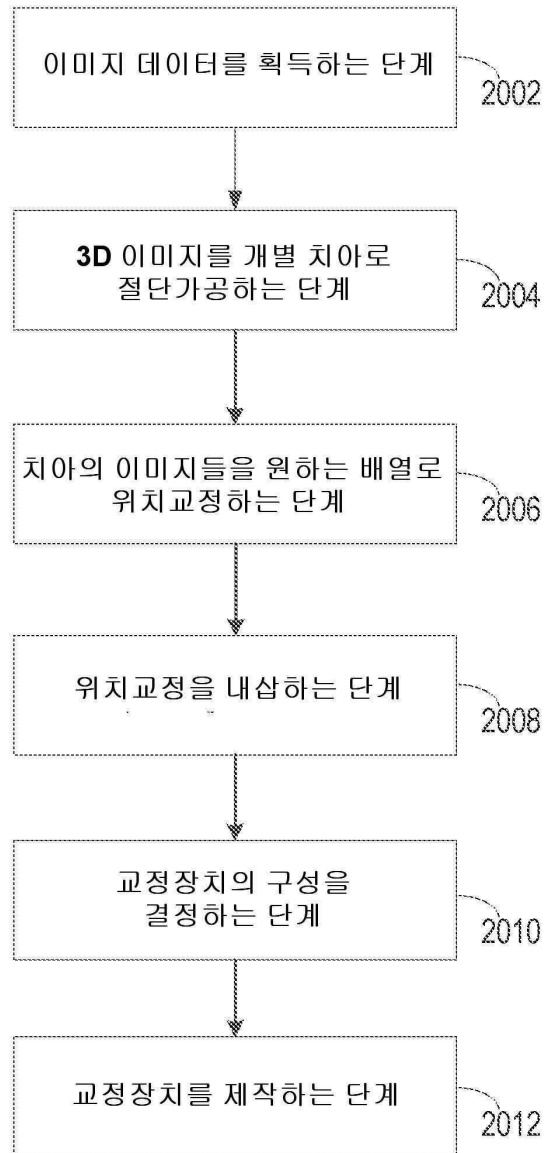 이미지 데이터를 획득하는 단계
2002
3D 이미지를 개별 치아로
절단가공하는 단계
2004
치아의 이미지들을 원하는 배열로
위치교정하는 단계
2006
위치교정을 내삽하는 단계
2008
교정장치의 구성을
결정하는 단계
2010
교정장치를 제작하는 단계
2012